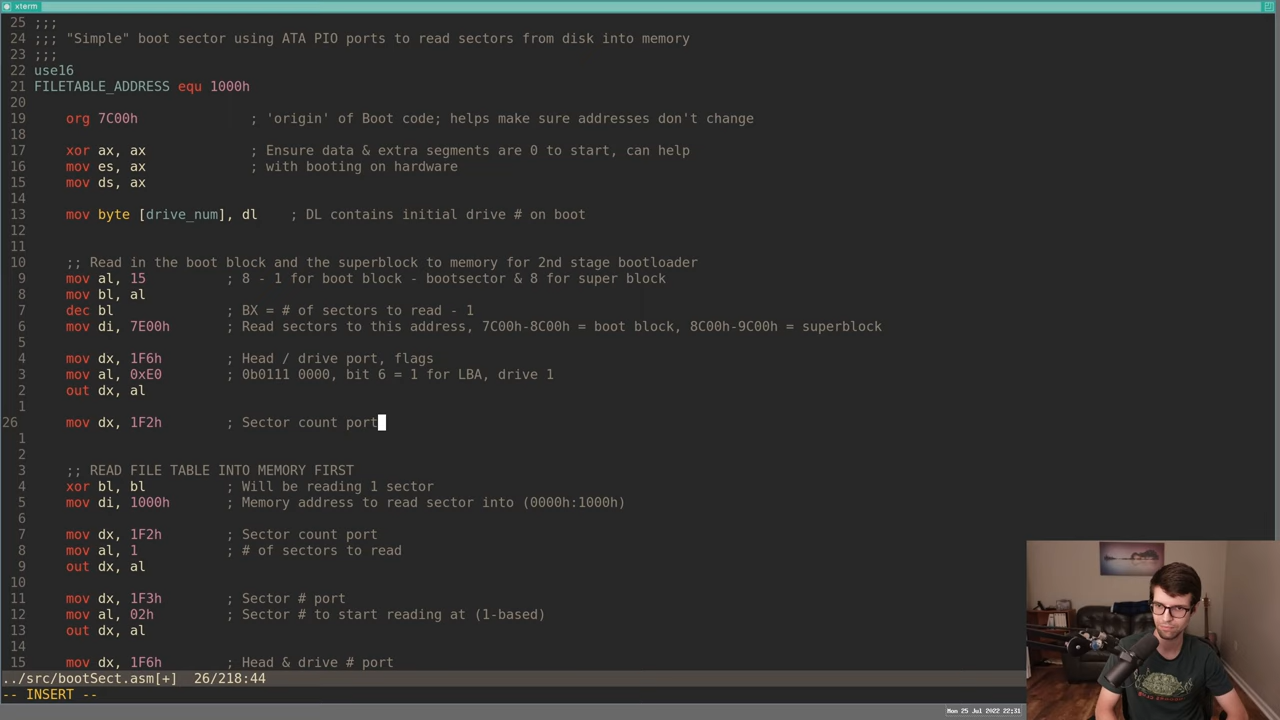 xterm
25 ;;;
24 ;;; "Simple" boot sector using ATA PIO ports to read sectors from disk into memory
23 ;;;
22 use16
21 FILETABLE_ADDRESS equu 1000h
20
19 org 7C00h ; 'origin' of Boot code; helps make sure addresses don't change
18
17 xor ax, ax ; Ensure data & extra segments are 0 to start, can help
16 mov es, ax ; with booting on hardware
15 mov ds, ax
14
13 mov byte [drive_num], dl ; DL contains initial drive # on boot
12
11
10 ;; Read in the boot block and the superblock to memory for 2nd stage bootloader
9 mov al, 15 ; 8 - 1 for boot block - bootsector & 8 for super block
8 mov bl, al
7 dec bl ; BX = # of sectors to read - 1
6 mov di, 7E00h ; Read sectors to this address, 7C00h-8C00h = boot block, 8C00h-9C00h = superblock
5
4 mov dx, 1F6h ; Head / drive port, flags
3 mov al, 0xE0 ; 0b0111 0000, bit 6 = 1 for LBA, drive 1
2 out dx, al
1
26 mov dx, 1F2h ; Sector count port
1
2
3 ;; READ FILE TABLE INTO MEMORY FIRST
4 xor bl, bl ; Will be reading 1 sector
5 mov di, 1000h ; Memory address to read sector into (0000h:1000h)
6
7 mov dx, 1F2h ; Sector count port
8 mov al, 1 ; # of sectors to read
9 out dx, al
10
11 mov dx, 1F3h ; Sector # port
12 mov al, 02h ; Sector # to start reading at (1-based)
13 out dx, al
14
15 mov dx, 1F6h ; Head & drive # port
../src/bootSect.asm[+] 26/218:44
-- INSERT --
Mon 25 Jul 2022 22:31